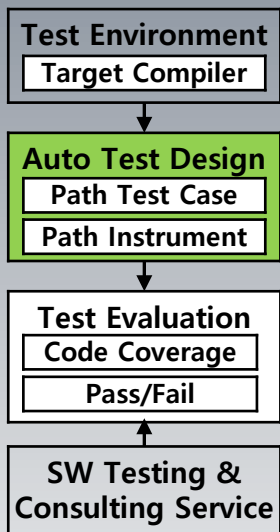 Test Environment
Target Compiler
Auto Test Design
Path Test Case
Path Instrument
Test Evaluation
Code Coverage
Pass/Fail
SW Testing &
Consulting Service